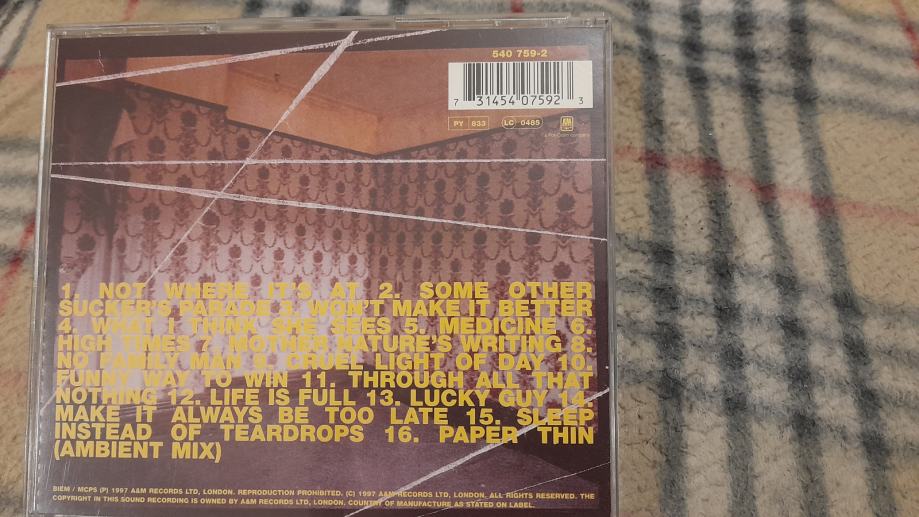 540 759-2
7 31454 07592 3
PY 833 LC 0485
A&M
a PolyGram company
1. NOT WHERE IT'S AT 2. SOME OTHER
SUCKER'S PARADE 3. WON'T MAKE IT BETTER
4. WHAT I THINK SHE SEES 5. MEDICINE 6.
HIGH TIMES 7. MOTHER NATURE'S WRITING 8.
NO FAMILY MAN 9. CRUEL LIGHT OF DAY 10.
FUNNY WAY TO WIN 11. THROUGH ALL THAT
NOTHING 12. LIFE IS FULL 13. LUCKY GUY 14.
MAKE IT ALWAYS BE TOO LATE 15. SLEEP
INSTEAD OF TEARDROPS 16. PAPER THIN
(AMBIENT MIX)
BIEM / MCPS (P) 1997 A&M RECORDS LTD, LONDON. REPRODUCTION PROHIBITED. (C) 1997 A&M RECORDS LTD, LONDON. ALL RIGHTS RESERVED. THE
COPYRIGHT IN THIS SOUND RECORDING IS OWNED BY A&M RECORDS LTD, LONDON. COUNTRY OF MANUFACTURE AS STATED ON LABEL.